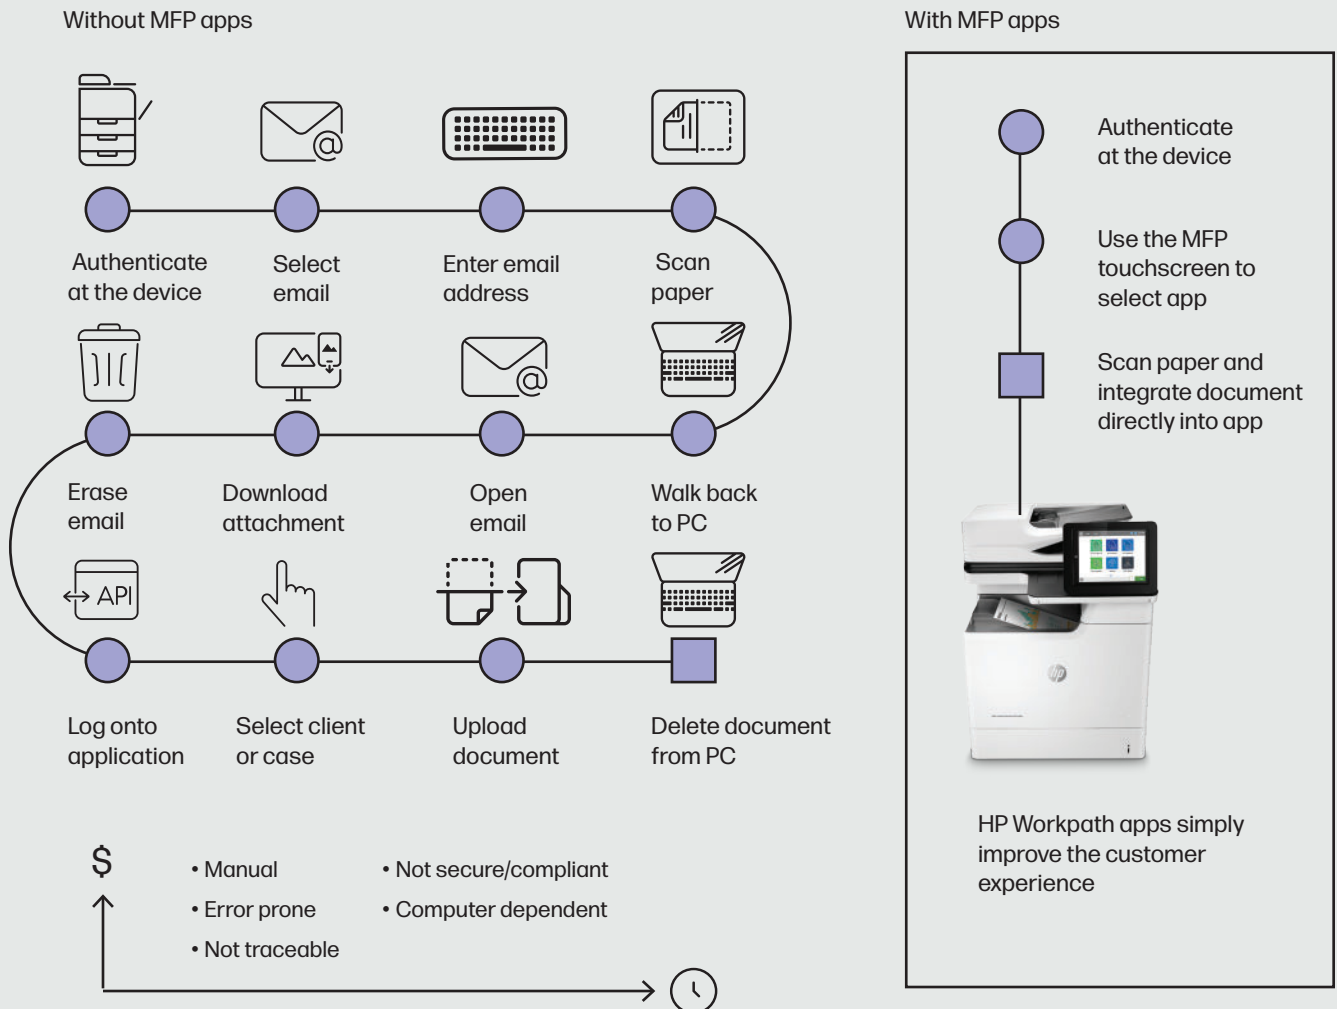 Without MFP apps
Authenticate
at the device
Select
email
Enter email
address
Scan
paper
Erase
email
Download
attachment
Open
email
Walk back
to PC
API
Log onto
application
Select client
or case
Upload
document
Delete document
from PC
$
• Manual
• Error prone
• Not traceable
• Not secure/compliant
• Computer dependent
With MFP apps
Authenticate
at the device
Use the MFP
touchscreen to
select app
Scan paper and
integrate document
directly into app
hp
HP Workpath apps simply
improve the customer
experience